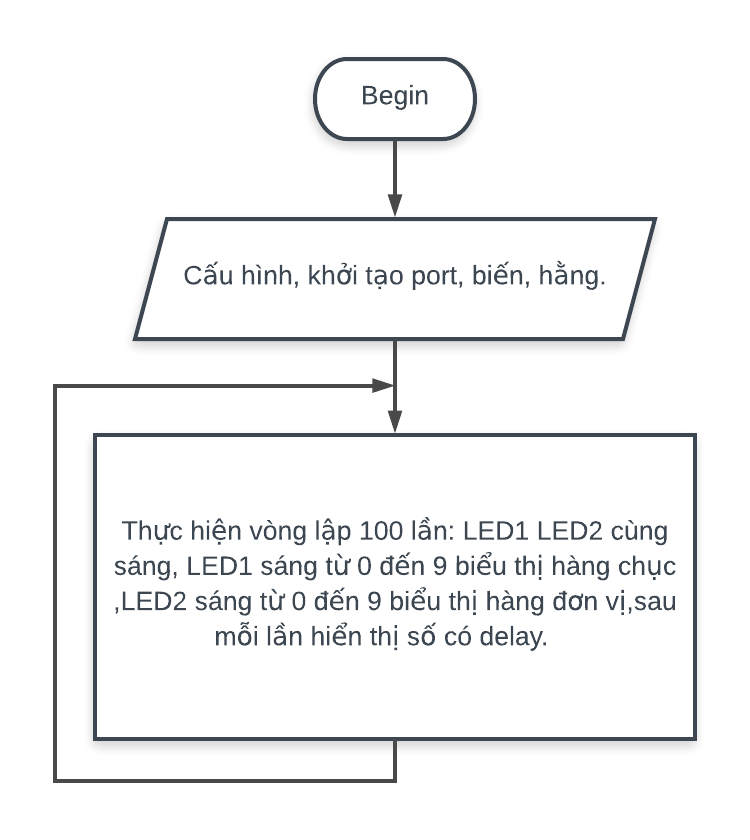 Begin
Cấu hình, khởi tạo port, biến, hằng.
Thực hiện vòng lập 100 lần: LED1 LED2 cùng
sáng, LED1 sáng từ 0 đến 9 biểu thị hàng chục
,LED2 sáng từ 0 đến 9 biểu thị hàng đơn vị,sau
mỗi lần hiển thị số có delay.